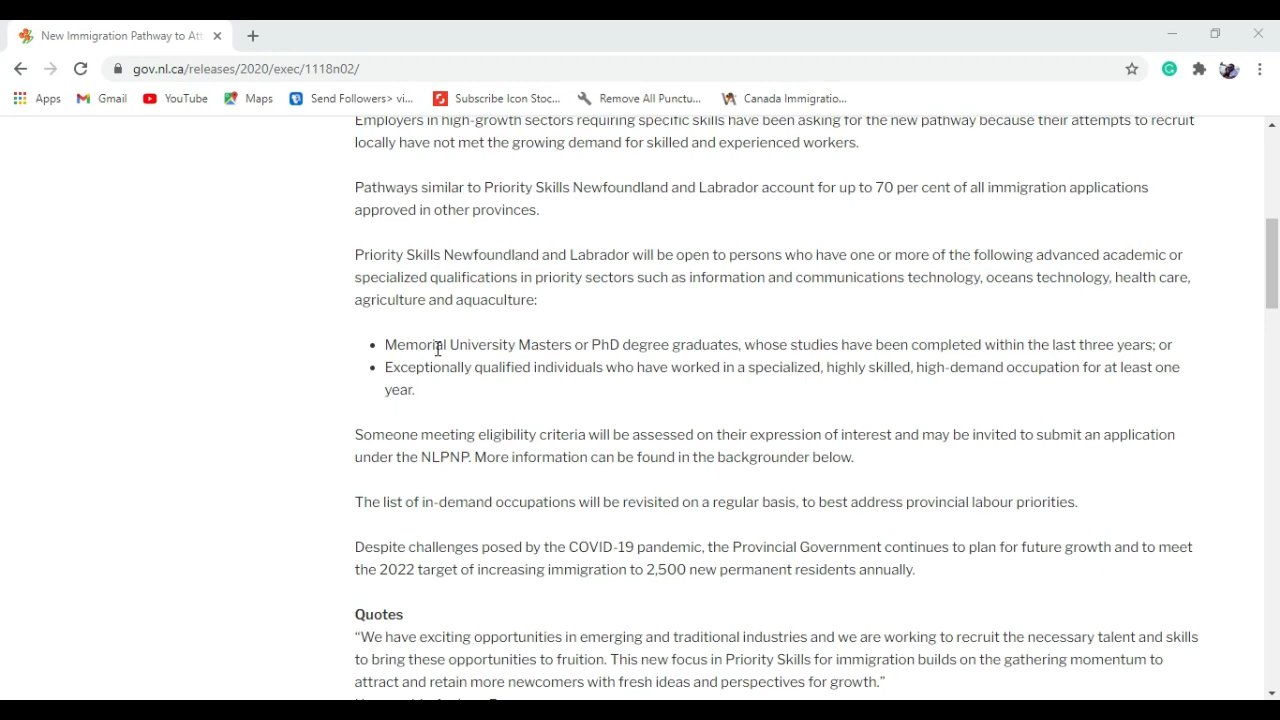 New Immigration Pathway to Att
gov.nl.ca/releases/2020/exec/1118n02/
Apps Gmail YouTube Maps Send Followers> vi... Subscribe Icon Stoc... Remove All Punctu... Canada Immigratio...
Employers in high-growth sectors requiring specific skills have been asking for the new pathway because their attempts to recruit
locally have not met the growing demand for skilled and experienced workers.
Pathways similar to Priority Skills Newfoundland and Labrador account for up to 70 per cent of all immigration applications
approved in other provinces.
Priority Skills Newfoundland and Labrador will be open to persons who have one or more of the following advanced academic or
specialized qualifications in priority sectors such as information and communications technology, oceans technology, health care,
agriculture and aquaculture:
• Memorial University Masters or PhD degree graduates, whose studies have been completed within the last three years; or
• Exceptionally qualified individuals who have worked in a specialized, highly skilled, high-demand occupation for at least one
year.
Someone meeting eligibility criteria will be assessed on their expression of interest and may be invited to submit an application
under the NLPNP. More information can be found in the backgrounder below.
The list of in-demand occupations will be revisited on a regular basis, to best address provincial labour priorities.
Despite challenges posed by the COVID-19 pandemic, the Provincial Government continues to plan for future growth and to meet
the 2022 target of increasing immigration to 2,500 new permanent residents annually.
Quotes
“We have exciting opportunities in emerging and traditional industries and we are working to recruit the necessary talent and skills
to bring these opportunities to fruition. This new focus in Priority Skills for immigration builds on the gathering momentum to
attract and retain more newcomers with fresh ideas and perspectives for growth.”